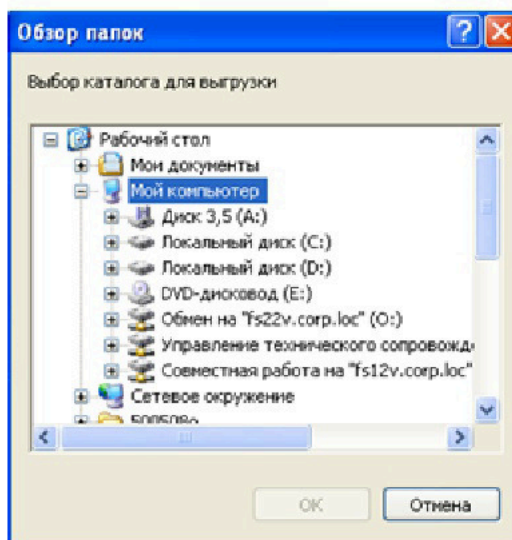 Обзор папок
Выбор каталога для выгрузки
Рабочий стол
Мои документы
Мой компьютер
Диск 3,5 (A:)
Локальный диск (C:)
Локальный диск (D:)
DVD-дисковод (E:)
Обмен на "fs22v.corp.loc" (O:)
Управление технического сопровожд
Совместная работа на "fs12v.corp.loc"
Сетевое окружение
OK
Отмена